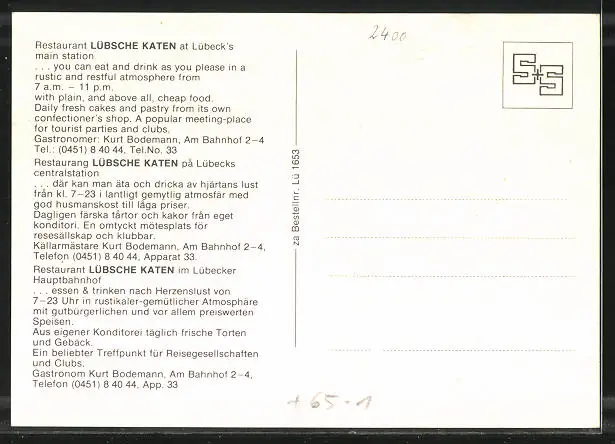 2400
Restaurant LÜBSCHE KATEN at Lübeck's
main station
. . . you can eat and drink as you please in a
rustic and restful atmosphere from
7 a.m. – 11 p.m.
with plain, and above all, cheap food.
Daily fresh cakes and pastry from its own
confectioner's shop. A popular meeting-place
for tourist parties and clubs.
Gastronomer: Kurt Bodemann, Am Bahnhof 2–4
Tel.: (0451) 8 40 44, Tel.No. 33
Restaurang LÜBSCHE KATEN på Lübecks
centralstation
. . . där kan man äta och dricka av hjärtans lust
från kl. 7–23 i lantligt gemytlig atmosfär med
god husmanskost till låga priser.
Dagligen färska tårtor och kakor från eget
konditori. En omtyckt mötesplats för
resesällskap och klubbar.
Källarmästare Kurt Bodemann, Am Bahnhof 2–4,
Telefon (0451) 8 40 44, Apparat 33.
Restaurant LÜBSCHE KATEN im Lübecker
Hauptbahnhof
. . . essen & trinken nach Herzenslust von
7–23 Uhr in rustikaler-gemütlicher Atmosphäre
mit gutbürgerlichen und vor allem preiswerten
Speisen.
Aus eigener Konditorei täglich frische Torten
und Gebäck.
Ein beliebter Treffpunkt für Reisegesellschaften
und Clubs.
Gastronom Kurt Bodemann, Am Bahnhof 2–4,
Telefon (0451) 8 40 44, App. 33
za Bestellnr. Lü 1653
S+S
+65-1